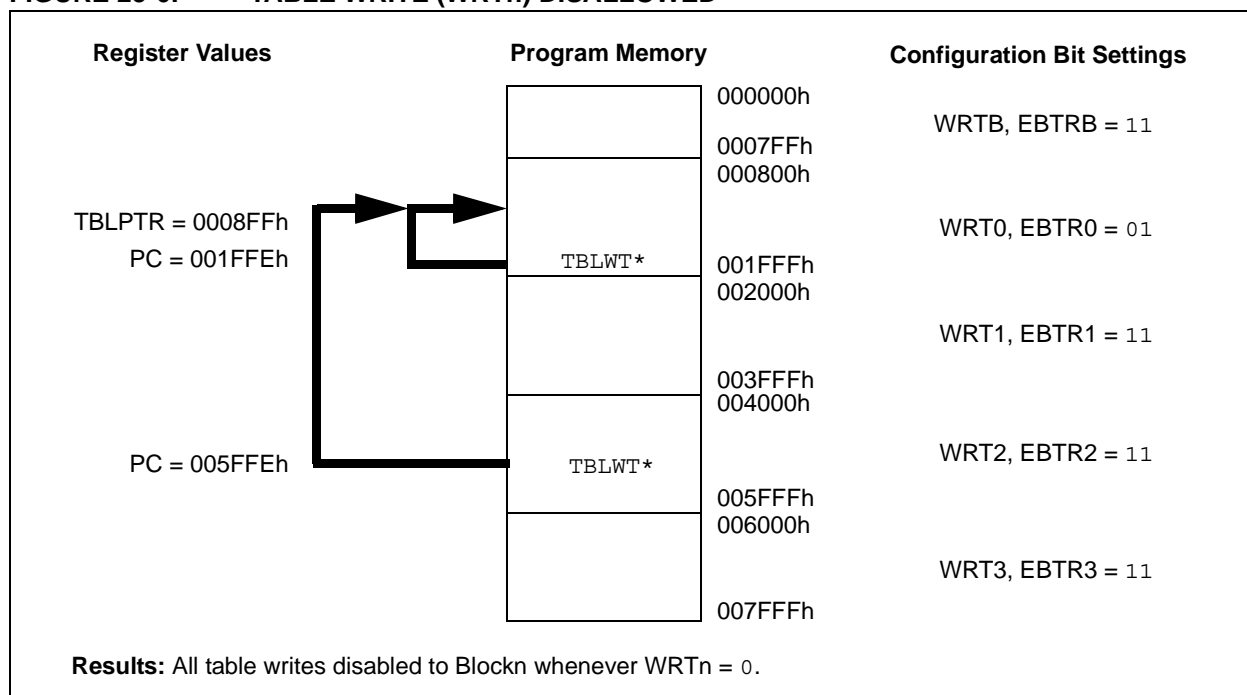 Register Values Program Memory Configuration Bit Settings
000000h
WRTB, EBTRB = 11
0007FFh
000800h
TBLPTR = 0008FFh
WRT0, EBTR0 = 01
PC = 001FFEh TBLWT* 001FFFh
002000h
WRT1, EBTR1 = 11
003FFFh
004000h
PC = 005FFEh TBLWT* WRT2, EBTR2 = 11
005FFFh
006000h
WRT3, EBTR3 = 11
007FFFh
Results: All table writes disabled to Blockn whenever WRTn = 0.